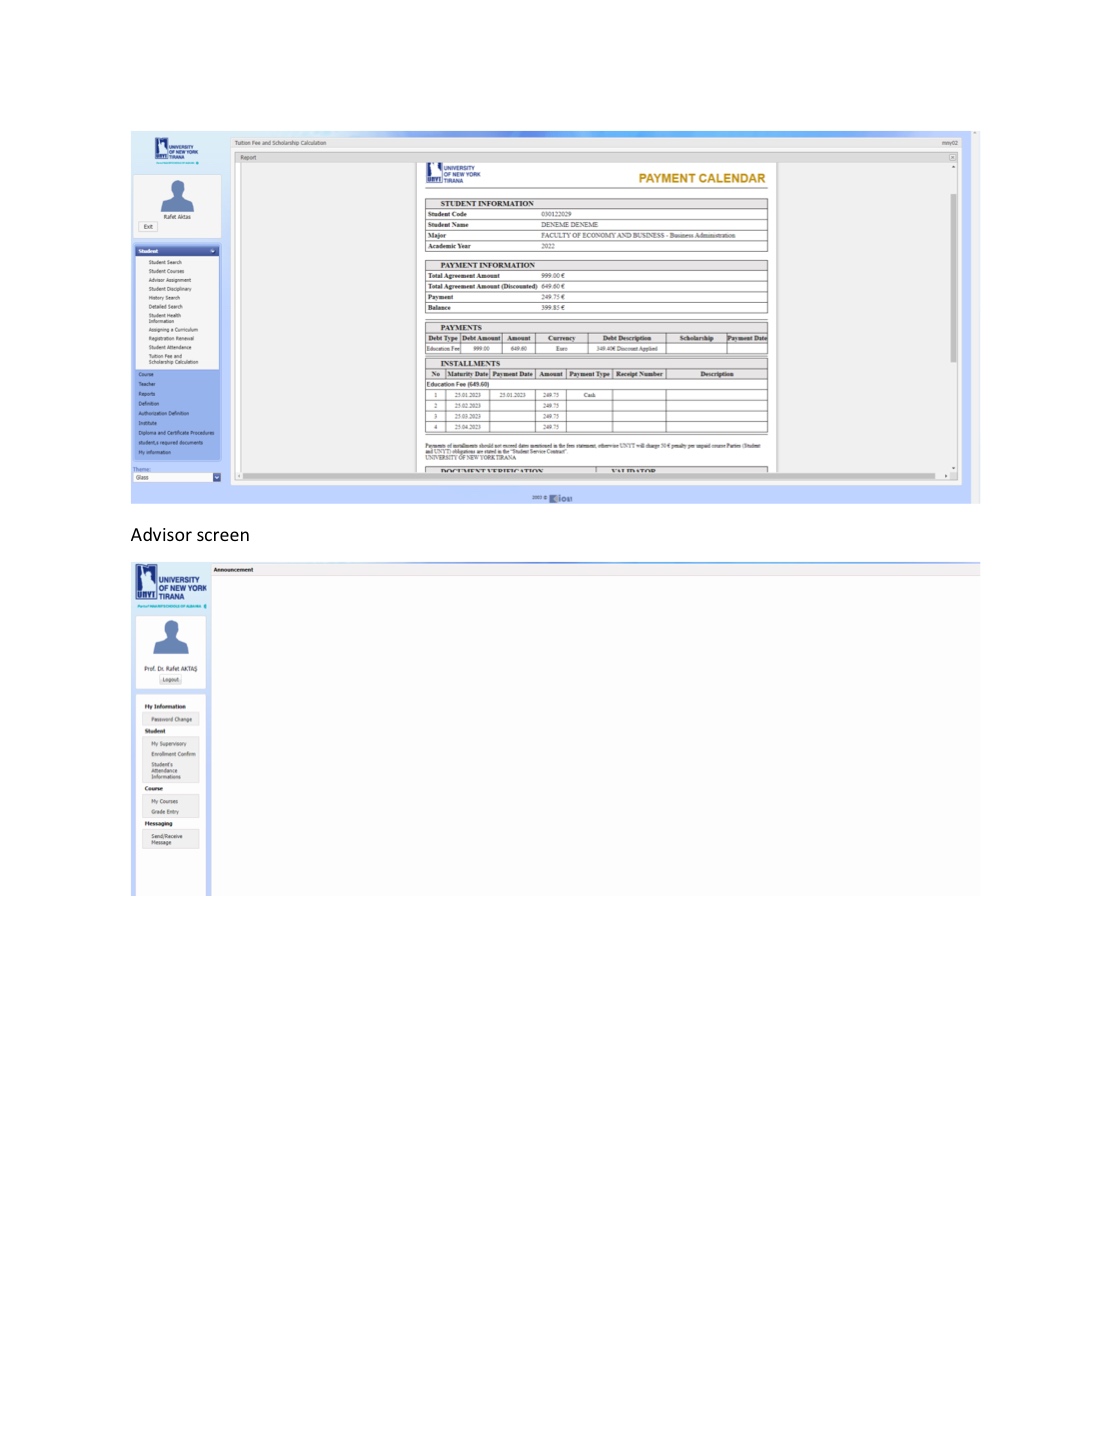 UNIVERSITY
OF NEW YORK
TIRANA
UNYT
Rafet Aktas
Exit
Student
Student Search
Student Courses
Advisor Assignment
Student Disciplinary
History Search
Detailed Search
Student Health
Information
Assigning a Curriculum
Registration Renewal
Student Attendance
Tuition Fee and
Scholarship Calculation
Course
Teacher
Reports
Definition
Authorization Definition
Institute
Diploma and Certificate Procedures
student,s required documents
My information
Theme:
Glass
Tuition Fee and Scholarship Calculation
Report
UNIVERSITY
OF NEW YORK
UNYT TIRANA
PAYMENT CALENDAR
STUDENT INFORMATION
Student Code 030122029
Student Name DENEME DENEME
Major FACULTY OF ECONOMY AND BUSINESS - Business Administration
Academic Year 2022
PAYMENT INFORMATION
Total Agreement Amount 999.00 €
Total Agreement Amount (Discounted) 649.60 €
Payment 249.75 €
Balance 399.85 €
PAYMENTS
Debt Type Debt Amount Amount Currency Debt Description Scholarship Payment Date
Education Fee 999.00 649.60 Euro 349.40€ Discount Applied
INSTALLMENTS
No Maturity Date Payment Date Amount Payment Type Receipt Number Description
Education Fee (649.60)
1 25.01.2023 25.01.2023 249.75 Cash
2 25.02.2023 249.75
3 25.03.2023 249.75
4 25.04.2023 249.75
Payments of installments should not exceed dates mentioned in the fees statement, otherwise UNYT will charge 50 € penalty per unpaid course Parties (Student
and UNYT) obligations are stated in the "Student Service Contract".
UNIVERSITY OF NEW YORK TIRANA
DOCUMENT VERIFICATION VALIDATOR
Advisor screen
UNIVERSITY
OF NEW YORK
UNYT TIRANA
Announcement
Prof. Dr. Rafet AKTAŞ
Logout
My Information
Password Change
Student
My Supervisory
Enrollment Confirm
Student's
Attendance
Informations
Course
My Courses
Grade Entry
Messaging
Send/Receive
Message